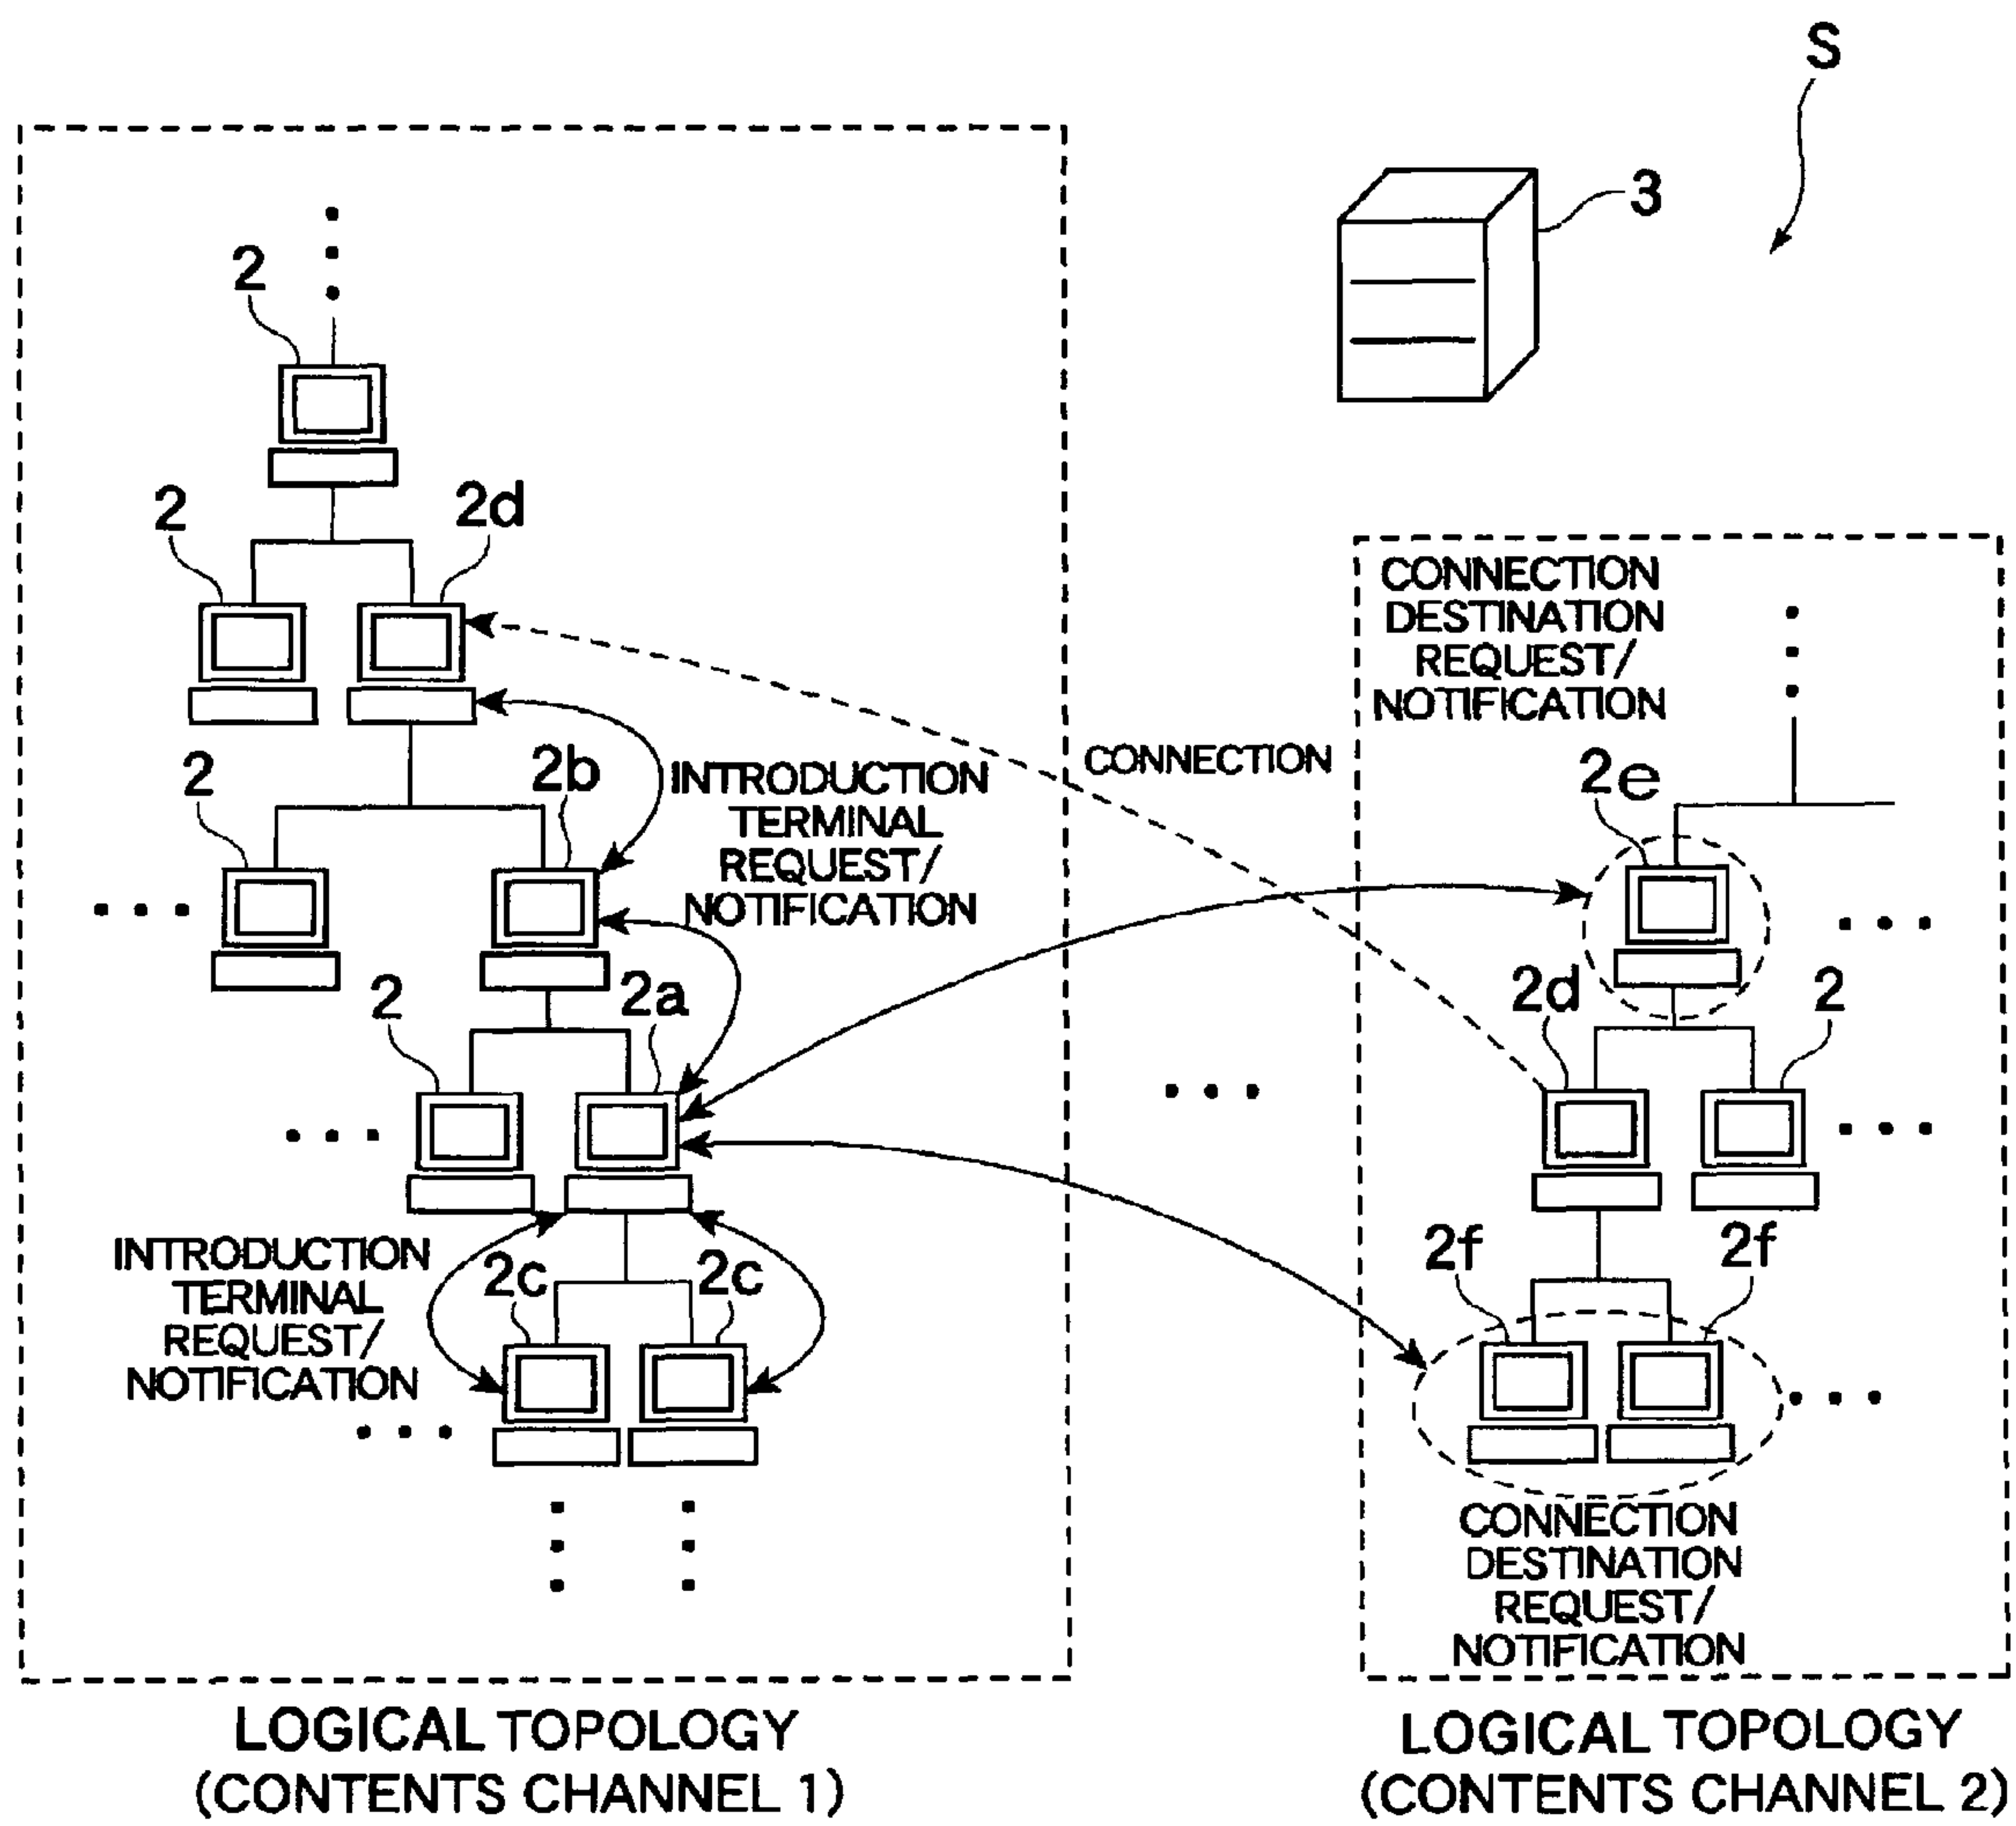 S
3
2
2
2d
2
2b
INTRODUCTION
TERMINAL
REQUEST/
NOTIFICATION
2
2a
2c
2c
INTRODUCTION
TERMINAL
REQUEST/
NOTIFICATION
CONNECTION
CONNECTION
DESTINATION
REQUEST/
NOTIFICATION
2e
2d
2
2f
2f
CONNECTION
DESTINATION
REQUEST/
NOTIFICATION
LOGICAL TOPOLOGY
(CONTENTS CHANNEL 1)
LOGICAL TOPOLOGY
(CONTENTS CHANNEL 2)